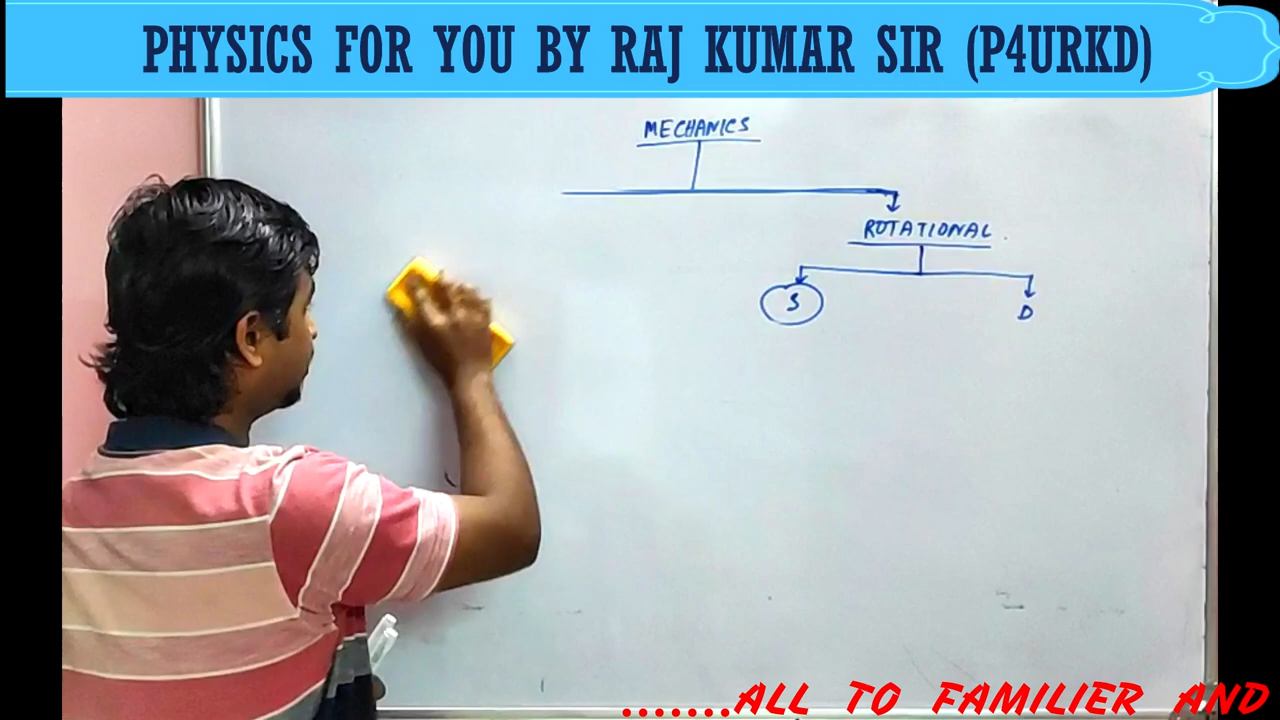 PHYSICS FOR YOU BY RAJ KUMAR SIR (P4URKD)
MECHANICS
ROTATIONAL
S
D
.......ALL TO FAMILIER AND